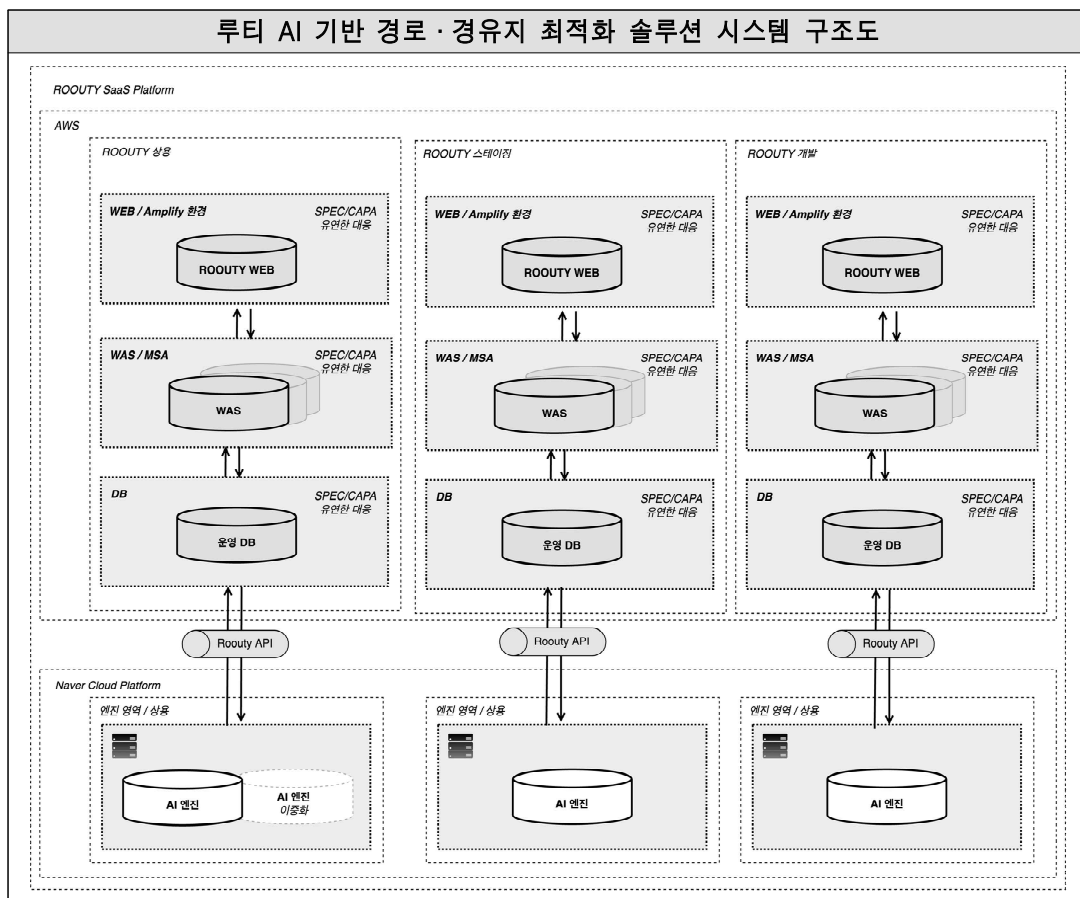 루티 AI 기반 경로·경유지 최적화 솔루션 시스템 구조도
ROOUTY SaaS Platform
AWS
ROOUTY 상용
WEB / Amplify 환경
SPEC/CAPA
유연한 대응
ROOUTY WEB
WAS / MSA
SPEC/CAPA
유연한 대응
WAS
DB
SPEC/CAPA
유연한 대응
운영 DB
ROOUTY 스테이징
WEB / Amplify 환경
SPEC/CAPA
유연한 대응
ROOUTY WEB
WAS / MSA
SPEC/CAPA
유연한 대응
WAS
DB
SPEC/CAPA
유연한 대응
운영 DB
ROOUTY 개발
WEB / Amplify 환경
SPEC/CAPA
유연한 대응
ROOUTY WEB
WAS / MSA
SPEC/CAPA
유연한 대응
WAS
DB
SPEC/CAPA
유연한 대응
운영 DB
Roouty API
Roouty API
Roouty API
Naver Cloud Platform
엔진 영역 / 상용
AI 엔진
AI 엔진
이중화
엔진 영역 / 상용
AI 엔진
엔진 영역 / 상용
AI 엔진